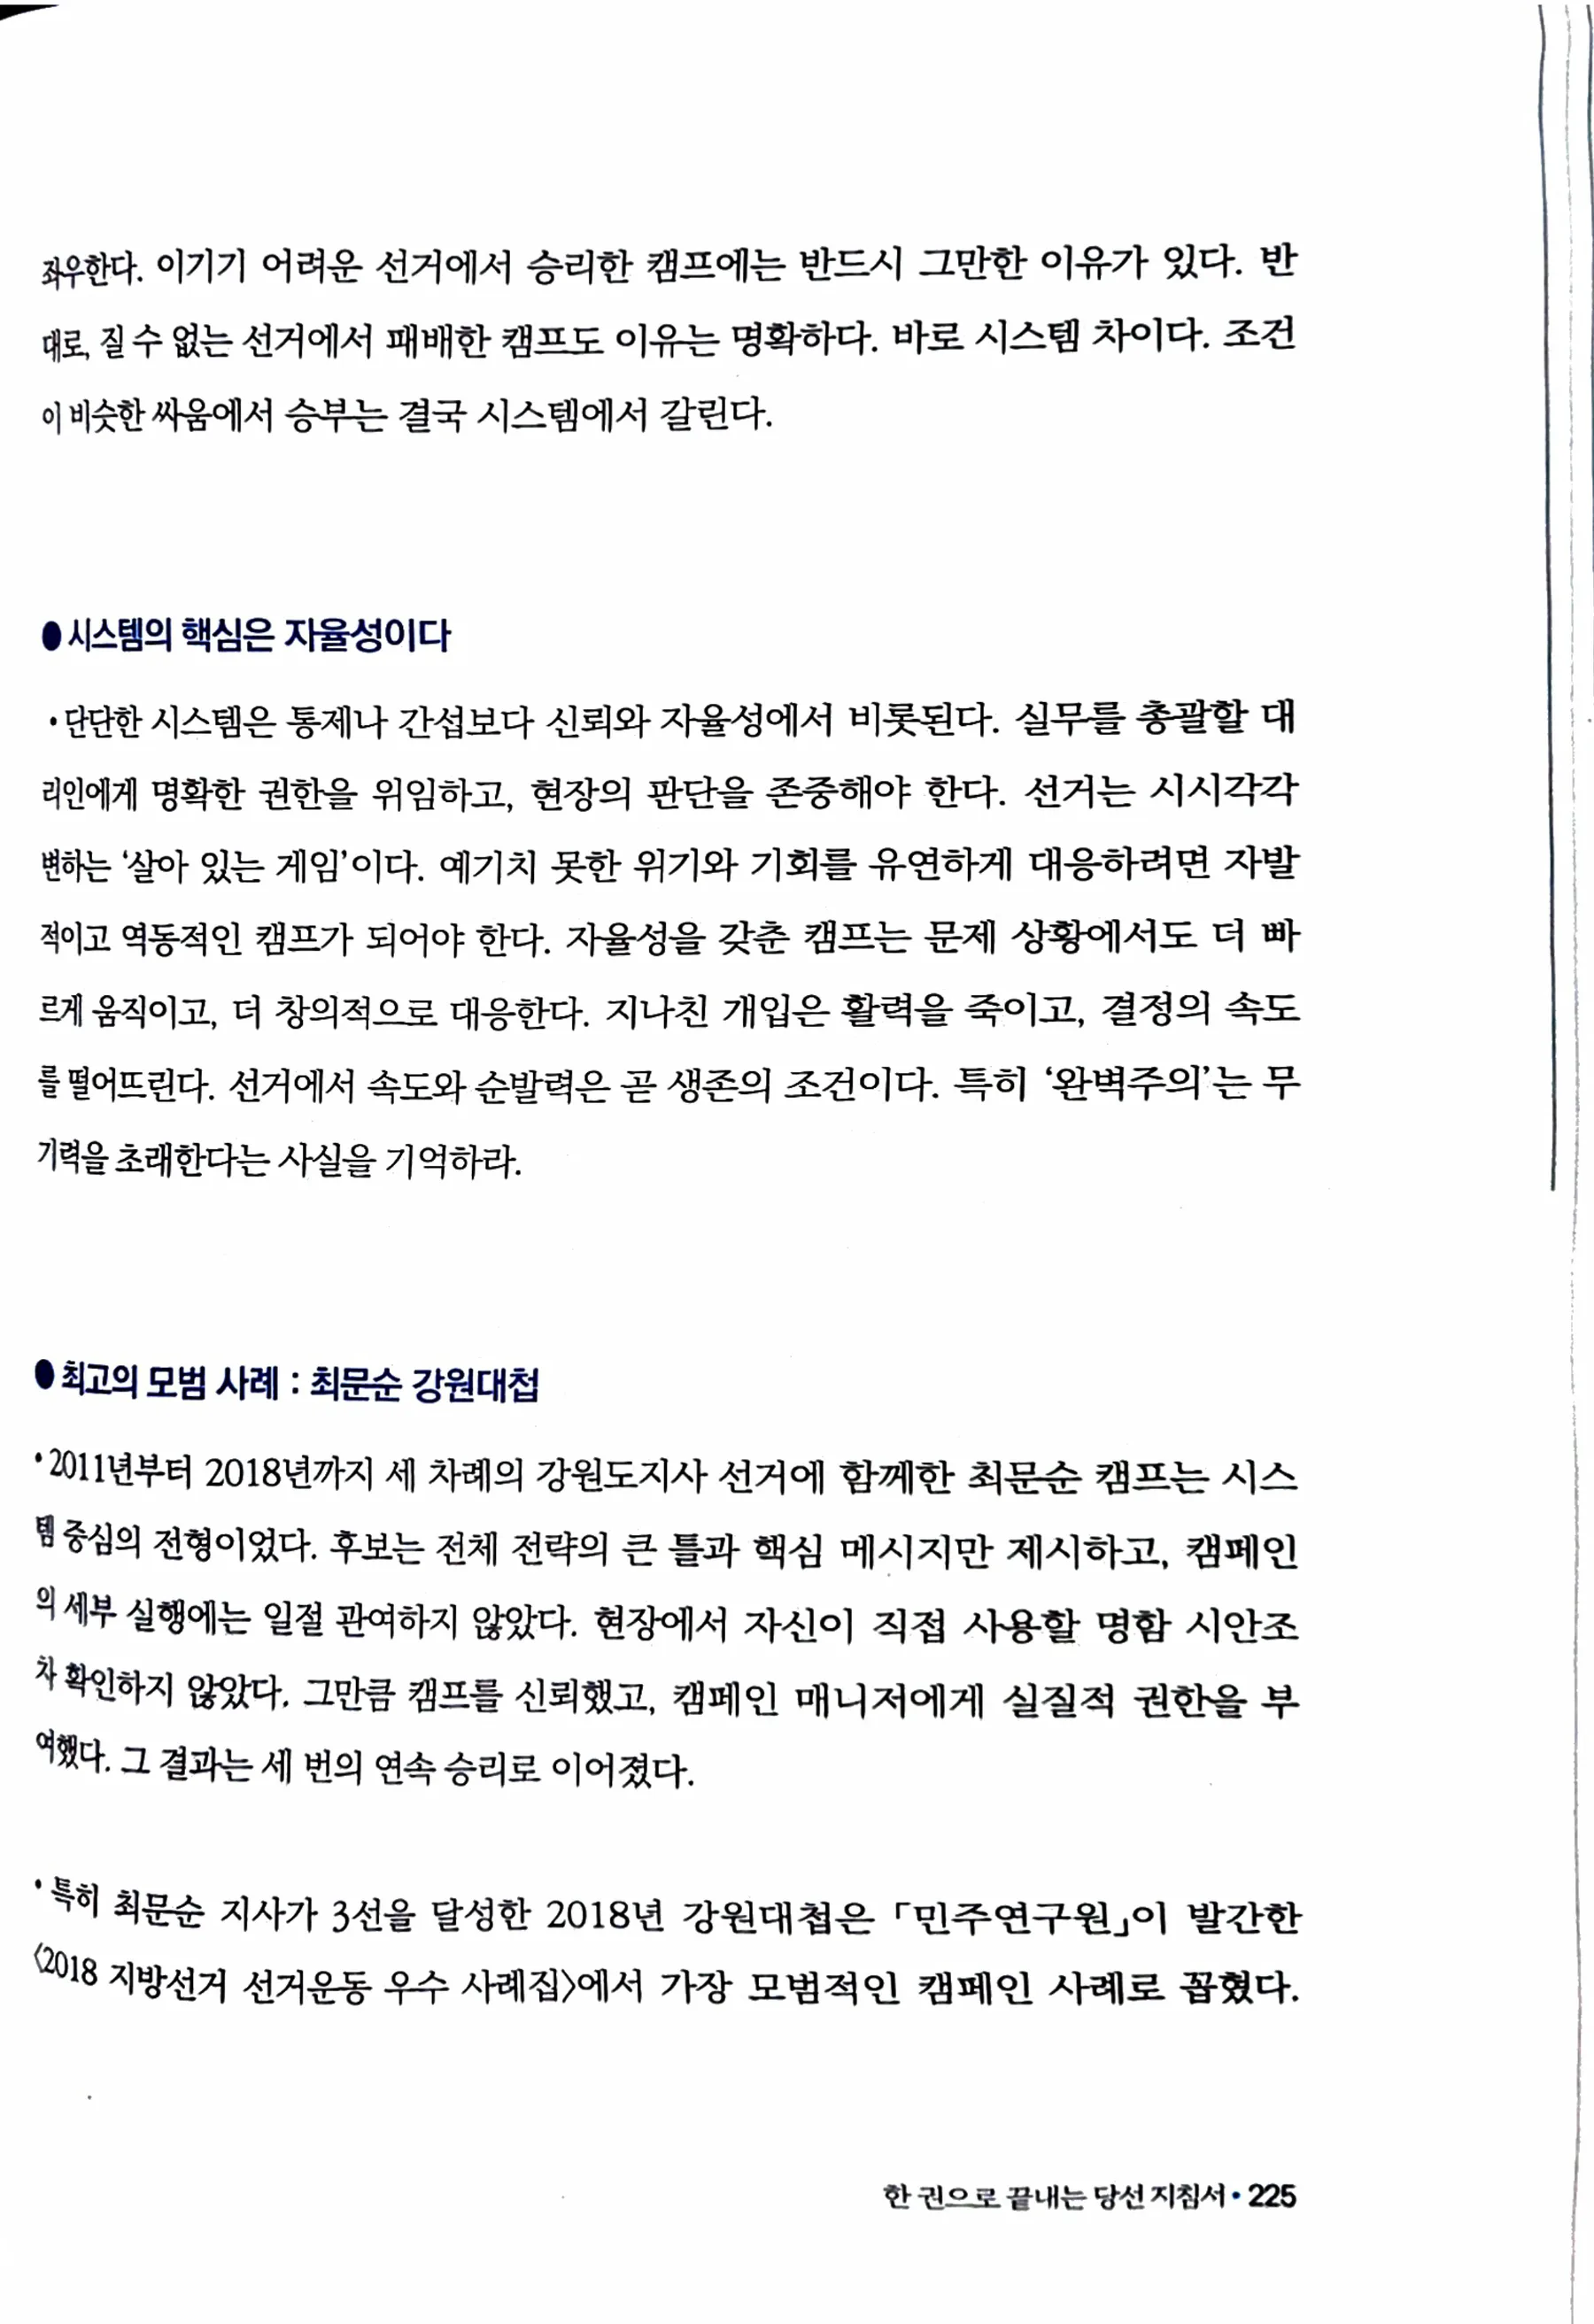 좌우한다. 이기기 어려운 선거에서 승리한 캠프에는 반드시 그만한 이유가 있다. 반
대로, 질 수 없는 선거에서 패배한 캠프도 이유는 명확하다. 바로 시스템 차이다. 조건
이 비슷한 싸움에서 승부는 결국 시스템에서 갈린다.
● 시스템의 핵심은 자율성이다
• 단단한 시스템은 통제나 간섭보다 신뢰와 자율성에서 비롯된다. 실무를 총괄할 대
리인에게 명확한 권한을 위임하고, 현장의 판단을 존중해야 한다. 선거는 시시각각
변하는 ‘살아 있는 게임’이다. 예기치 못한 위기와 기회를 유연하게 대응하려면 자발
적이고 역동적인 캠프가 되어야 한다. 자율성을 갖춘 캠프는 문제 상황에서도 더 빠
르게 움직이고, 더 창의적으로 대응한다. 지나친 개입은 활력을 죽이고, 결정의 속도
를 떨어뜨린다. 선거에서 속도와 순발력은 곧 생존의 조건이다. 특히 ‘완벽주의’는 무
기력을 초래한다는 사실을 기억하라.
● 최고의 모범 사례 : 최문순 강원대첩
• 2011년부터 2018년까지 세 차례의 강원도지사 선거에 함께한 최문순 캠프는 시스
템 중심의 전형이었다. 후보는 전체 전략의 큰 틀과 핵심 메시지만 제시하고, 캠페인
의 세부 실행에는 일절 관여하지 않았다. 현장에서 자신이 직접 사용할 명함 시안조
차 확인하지 않았다. 그만큼 캠프를 신뢰했고, 캠페인 매니저에게 실질적 권한을 부
여했다. 그 결과는 세 번의 연속 승리로 이어졌다.
• 특히 최문순 지사가 3선을 달성한 2018년 강원대첩은 「민주연구원」이 발간한
〈2018 지방선거 선거운동 우수 사례집〉에서 가장 모범적인 캠페인 사례로 꼽혔다.
한 권으로 끝내는 당선 지침서 • 225